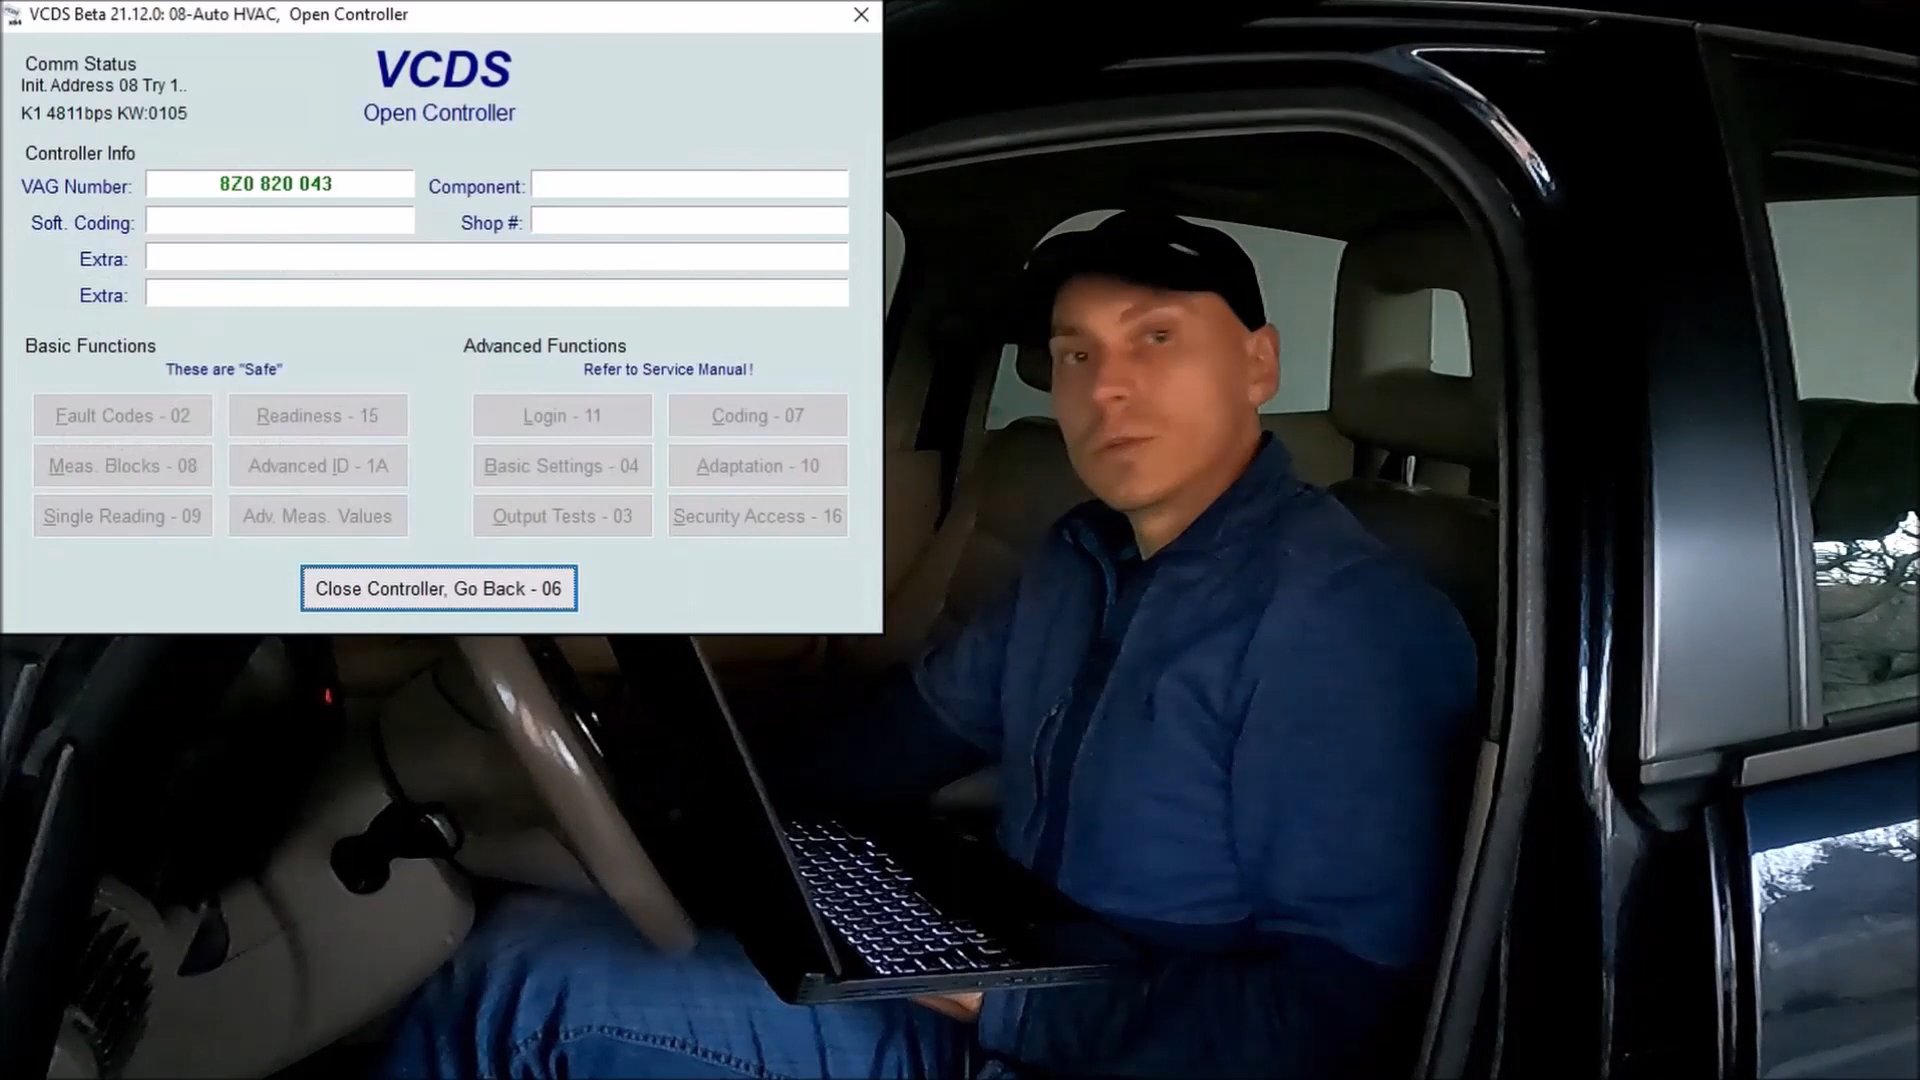 VCDS Beta 21.12.0: 08-Auto HVAC, Open Controller
Comm Status
Init. Address 08 Try 1..
K1 4811bps KW:0105
VCDS
Open Controller
Controller Info
VAG Number: 8Z0 820 043 Component:
Soft. Coding: Shop #:
Extra:
Extra:
Basic Functions Advanced Functions
These are "Safe" Refer to Service Manual!
Fault Codes - 02 Readiness - 15 Login - 11 Coding - 07
Meas. Blocks - 08 Advanced ID - 1A Basic Settings - 04 Adaptation - 10
Single Reading - 09 Adv. Meas. Values Output Tests - 03 Security Access - 16
Close Controller, Go Back - 06